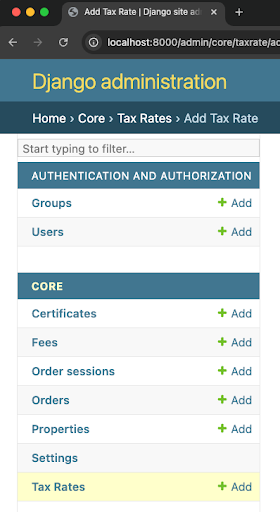 Add Tax Rate | Django site ad
localhost:8000/admin/core/taxrate/ad
Django administration
Home › Core › Tax Rates › Add Tax Rate
Start typing to filter...
AUTHENTICATION AND AUTHORIZATION
Groups + Add
Users + Add
CORE
Certificates + Add
Fees + Add
Order sessions + Add
Orders + Add
Properties + Add
Settings
Tax Rates + Add